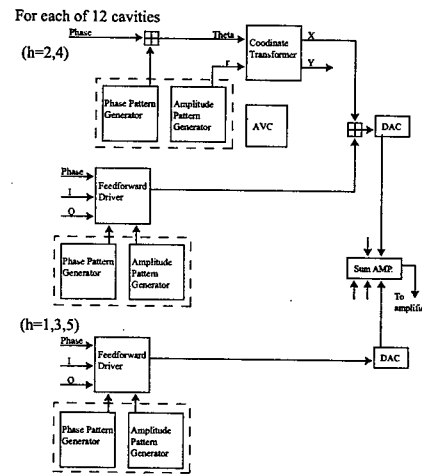 For each of 12 cavities
Phase
Theta
Coodinate
Transformer
X
(h=2,4)
r
Y
Phase Pattern
Generator
Amplitude
Pattern
Generator
AVC
DAC
Phase
I
Q
Feedforward
Driver
Phase Pattern
Generator
Amplitude
Pattern
Generator
Sum AMP.
To
amplifie
(h=1,3,5)
Phase
I
Q
Feedforward
Driver
DAC
Phase Pattern
Generator
Amplitude
Pattern
Generator